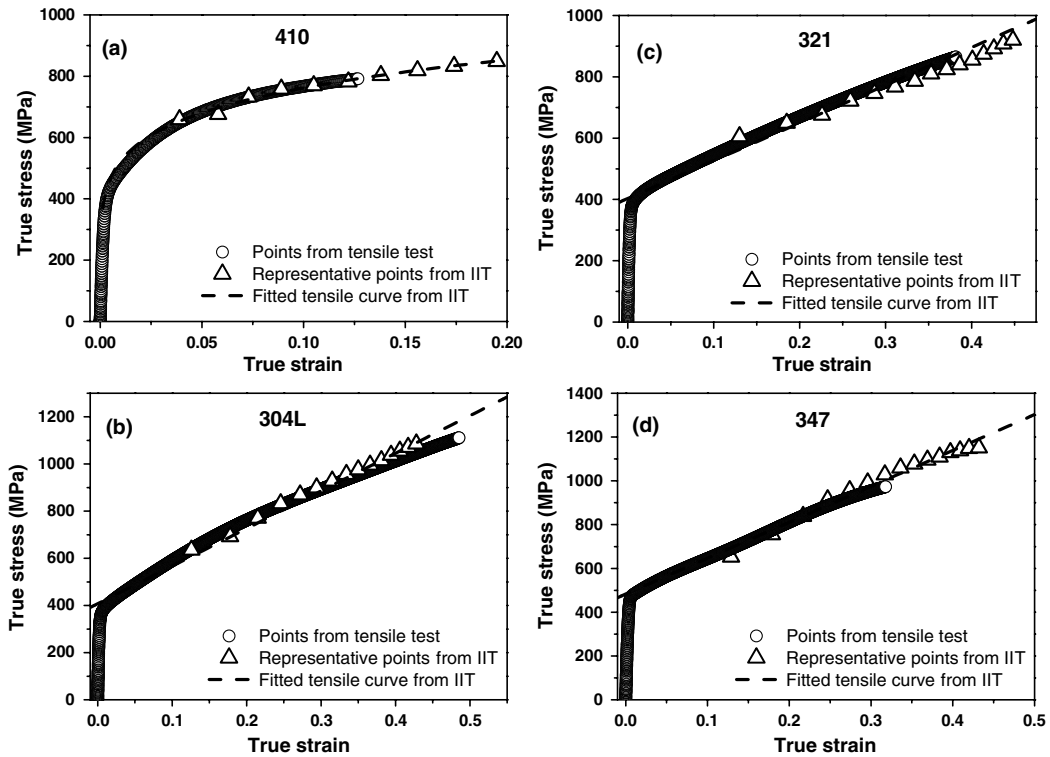 (a)
410
1000
800
600
400
200
0
0.00
0.05
0.10
0.15
0.20
True stress (MPa)
True strain
Points from tensile test
Representative points from IIT
Fitted tensile curve from IIT
(c)
321
1000
800
600
400
200
0
0.0
0.1
0.2
0.3
0.4
True stress (MPa)
True strain
Points from tensile test
Representative points from IIT
Fitted tensile curve from IIT
(b)
304L
1200
1000
800
600
400
200
0
0.0
0.1
0.2
0.3
0.4
0.5
True stress (MPa)
True strain
Points from tensile test
Representative points from IIT
Fitted tensile curve from IIT
(d)
347
1400
1200
1000
800
600
400
200
0
0.0
0.1
0.2
0.3
0.4
0.5
True stress (MPa)
True strain
Points from tensile test
Representative points from IIT
Fitted tensile curve from IIT